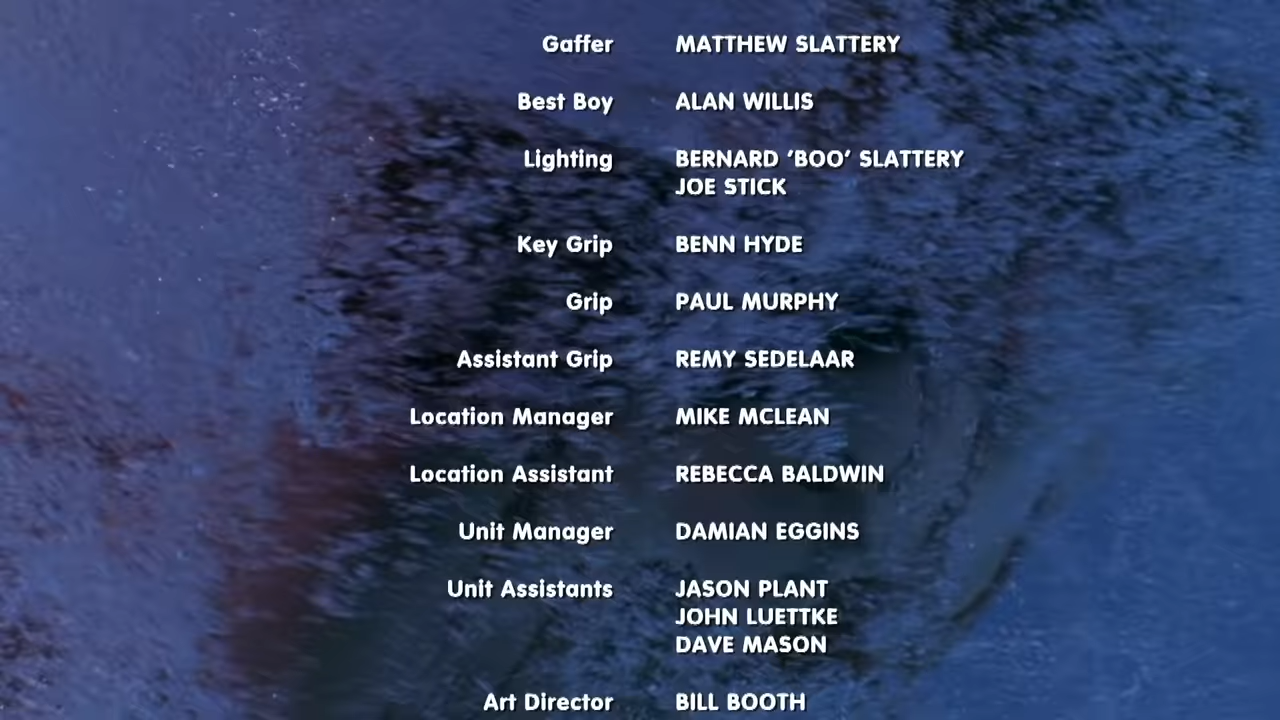 Gaffer MATTHEW SLATTERY
Best Boy ALAN WILLIS
Lighting BERNARD 'BOO' SLATTERY
JOE STICK
Key Grip BENN HYDE
Grip PAUL MURPHY
Assistant Grip REMY SEDELAAR
Location Manager MIKE MCLEAN
Location Assistant REBECCA BALDWIN
Unit Manager DAMIAN EGGINS
Unit Assistants JASON PLANT
JOHN LUETTKE
DAVE MASON
Art Director BILL BOOTH